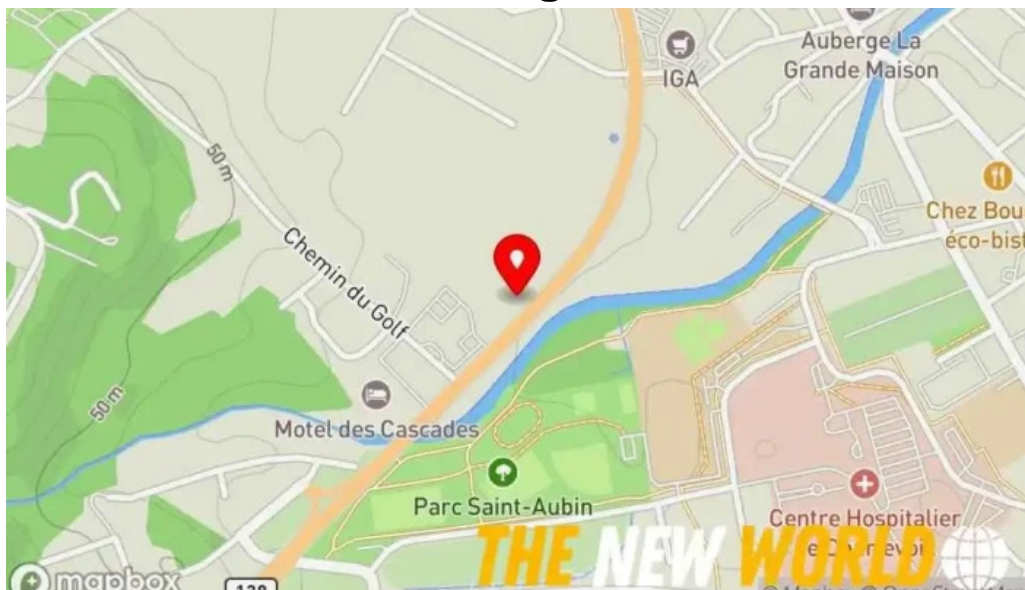 Auberge La
Grande Maison
IGA
50 m
Chez Bou
éco-bist
Chemin du Golf
50 m
Motel des Cascades
Parc Saint-Aubin
Centre Hospitalier
THE NEW WORLD
mapbox
138